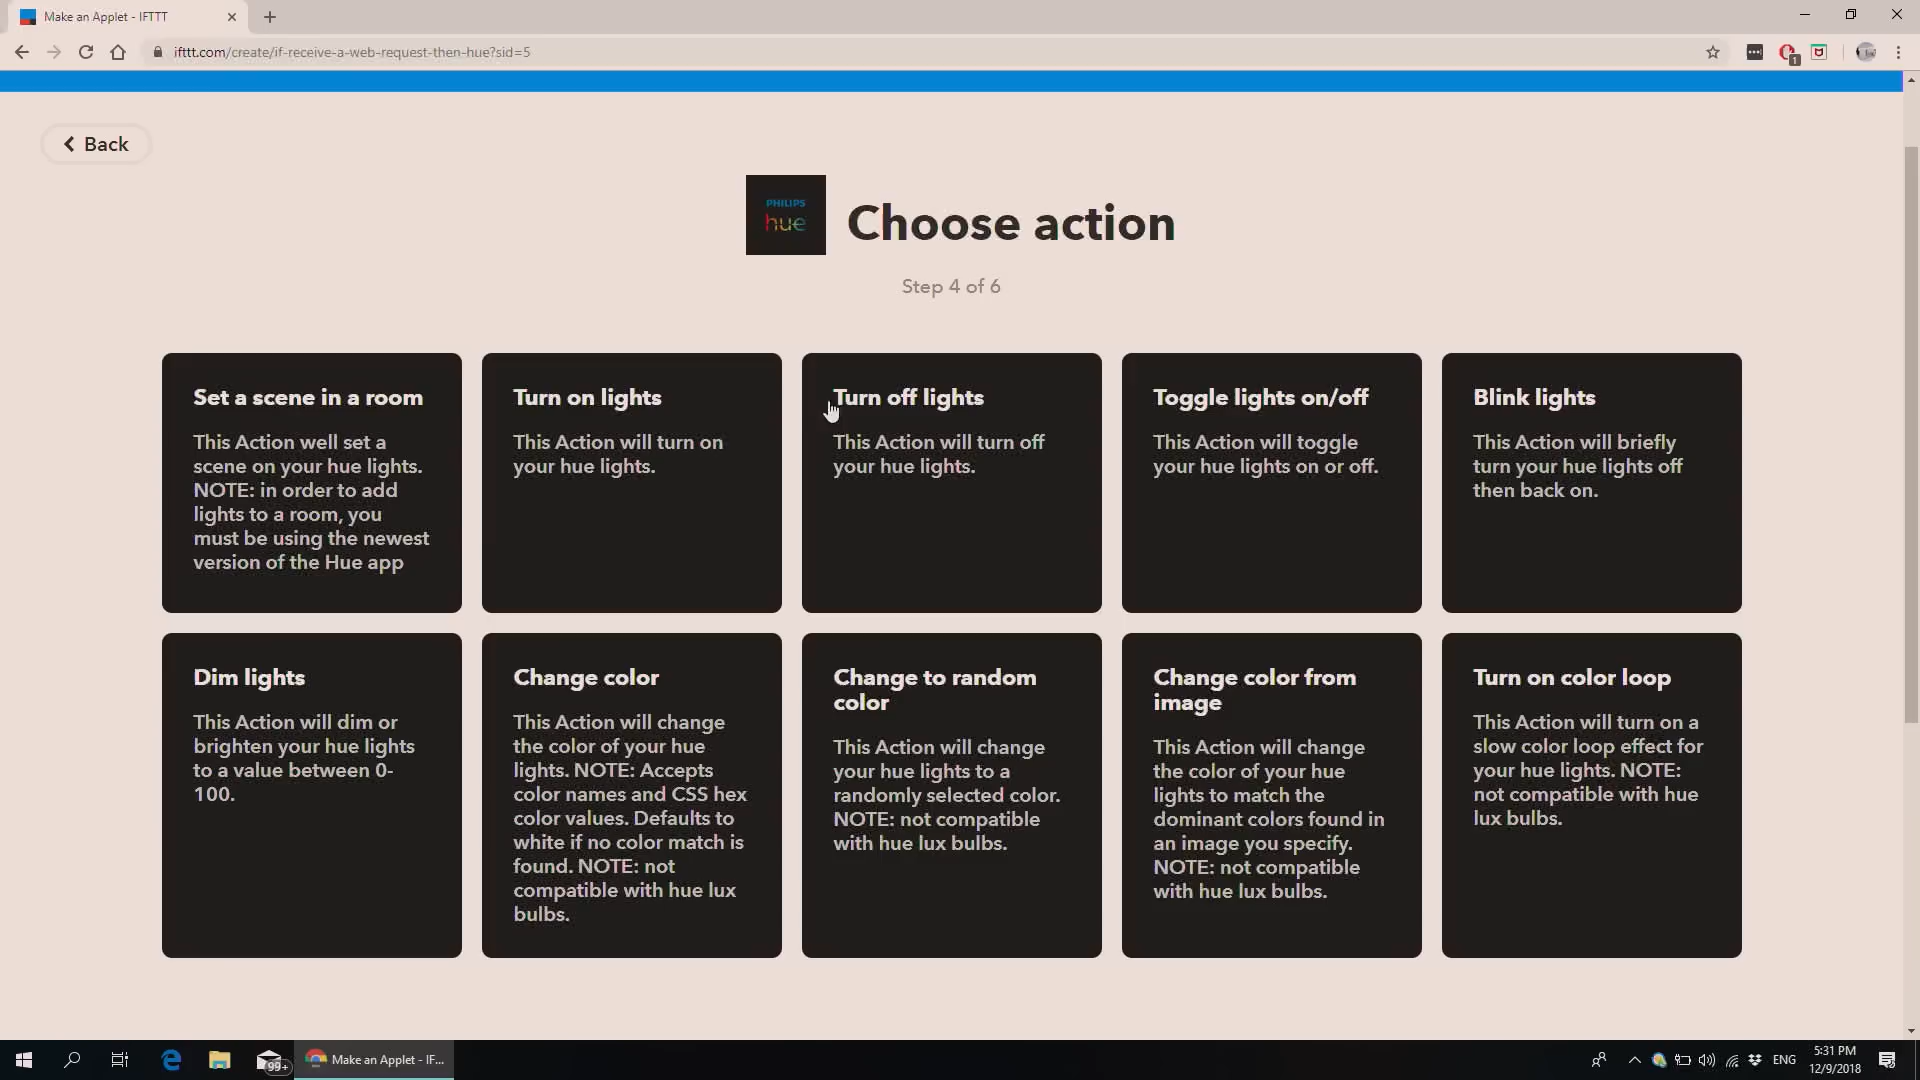 Make an Applet - IFTTT
ifttt.com/create/if-receive-a-web-request-then-hue?sid=5
1
Back
PHILIPS
hue
Choose action
Step 4 of 6
Set a scene in a room
This Action well set a
scene on your hue lights.
NOTE: in order to add
lights to a room, you
must be using the newest
version of the Hue app
Turn on lights
This Action will turn on
your hue lights.
Turn off lights
This Action will turn off
your hue lights.
Toggle lights on/off
This Action will toggle
your hue lights on or off.
Blink lights
This Action will briefly
turn your hue lights off
then back on.
Dim lights
This Action will dim or
brighten your hue lights
to a value between 0-
100.
Change color
This Action will change
the color of your hue
lights. NOTE: Accepts
color names and CSS hex
color values. Defaults to
white if no color match is
found. NOTE: not
compatible with hue lux
bulbs.
Change to random
color
This Action will change
your hue lights to a
randomly selected color.
NOTE: not compatible
with hue lux bulbs.
Change color from
image
This Action will change
the color of your hue
lights to match the
dominant colors found in
an image you specify.
NOTE: not compatible
with hue lux bulbs.
Turn on color loop
This Action will turn on a
slow color loop effect for
your hue lights. NOTE:
not compatible with hue
lux bulbs.
99+
Make an Applet - IF...
ENG
5:31 PM
12/9/2018